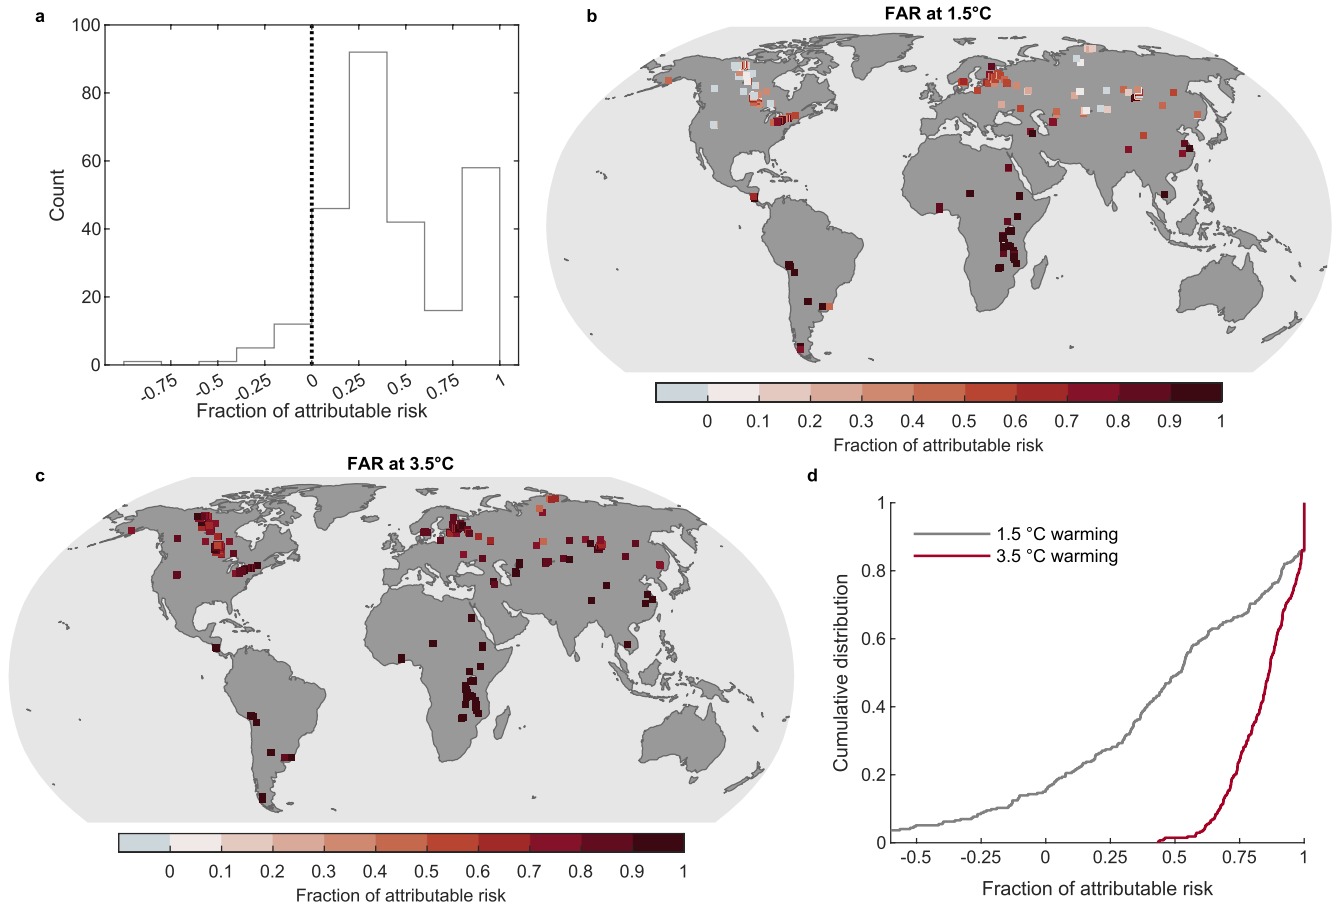 a
100
80
60
40
20
0
Count
-0.75
-0.5
-0.25
0
0.25
0.5
0.75
1
Fraction of attributable risk
b
FAR at 1.5°C
0 0.1 0.2 0.3 0.4 0.5 0.6 0.7 0.8 0.9 1
Fraction of attributable risk
c
FAR at 3.5°C
0 0.1 0.2 0.3 0.4 0.5 0.6 0.7 0.8 0.9 1
Fraction of attributable risk
d
1
0.8
0.6
0.4
0.2
0
Cumulative distribution
1.5 °C warming
3.5 °C warming
-0.5 -0.25 0 0.25 0.5 0.75 1
Fraction of attributable risk